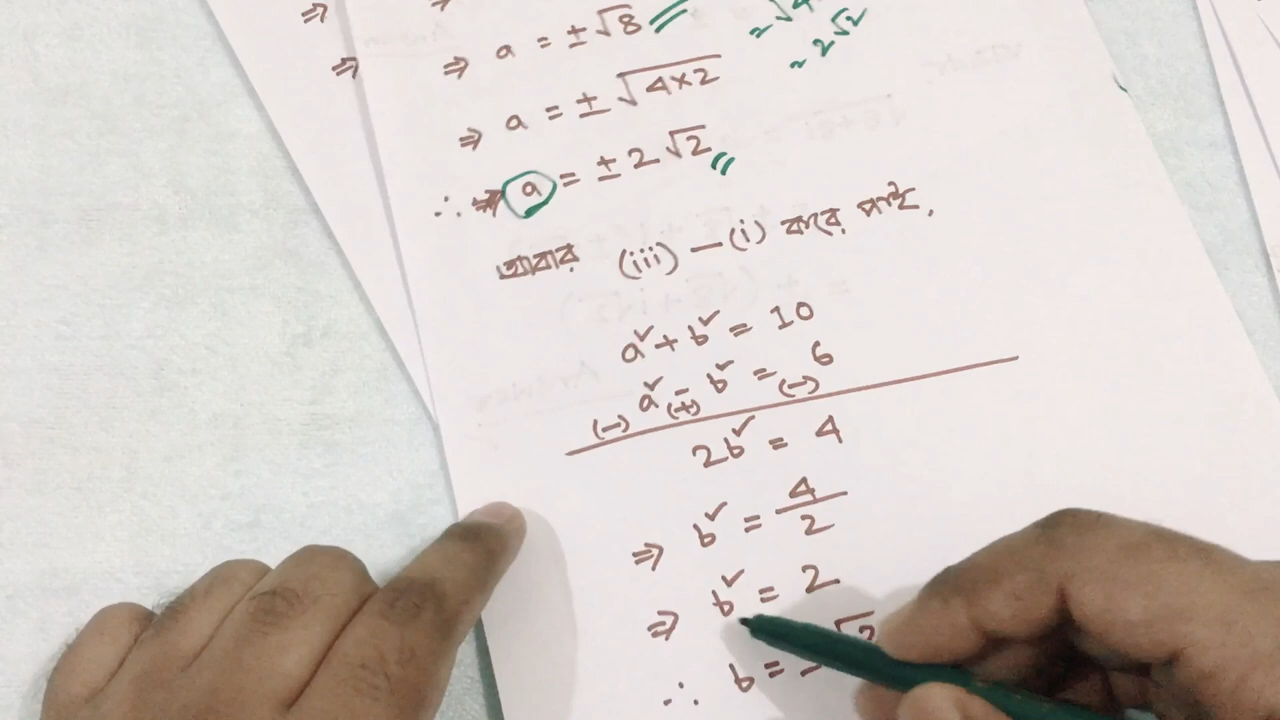 ⇒ ⇒ a = ±√8
⇒ a = ±√(4×2)
∴ a = ±2√2
আবার (iii) – (i) করে পাই,
a² + b² = 10
a² - b² = 6
(-) (+) (-)
2b² = 4
⇒ b² = 4/2
⇒ b² = 2
∴ b =
= 2√2